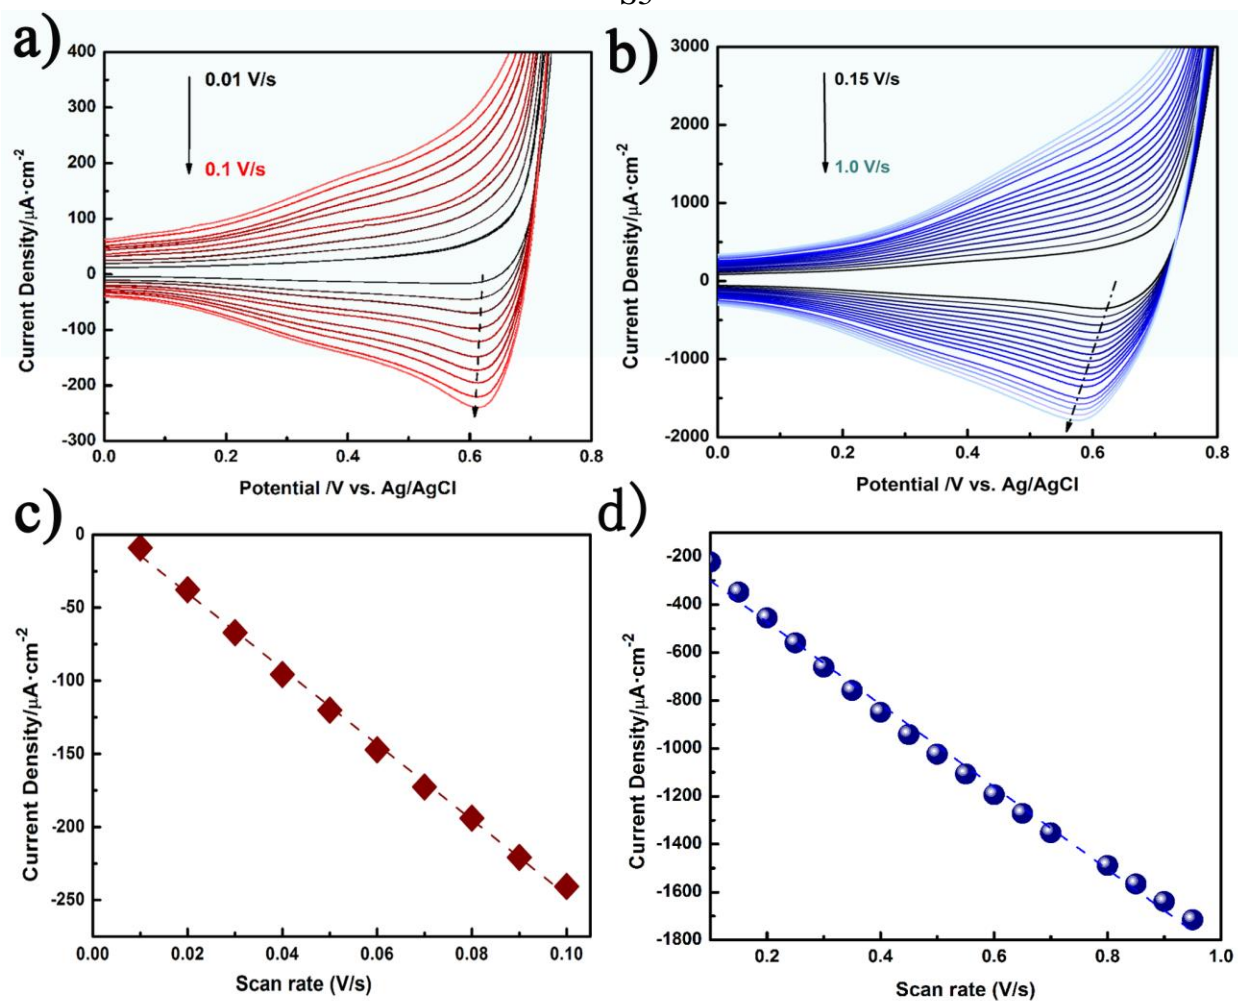 S3
a)
400
300
200
100
0
-100
-200
-300
0.0 0.2 0.4 0.6 0.8
Current Density/μA·cm-2
Potential /V vs. Ag/AgCl
0.01 V/s
0.1 V/s
b)
3000
2000
1000
0
-1000
-2000
0.0 0.2 0.4 0.6 0.8
Current Density/μA·cm-2
Potential /V vs. Ag/AgCl
0.15 V/s
1.0 V/s
c)
0
-50
-100
-150
-200
-250
0.00 0.02 0.04 0.06 0.08 0.10
Current Density/μA·cm-2
Scan rate (V/s)
d)
-200
-400
-600
-800
-1000
-1200
-1400
-1600
-1800
0.2 0.4 0.6 0.8 1.0
Current Density/μA·cm-2
Scan rate (V/s)